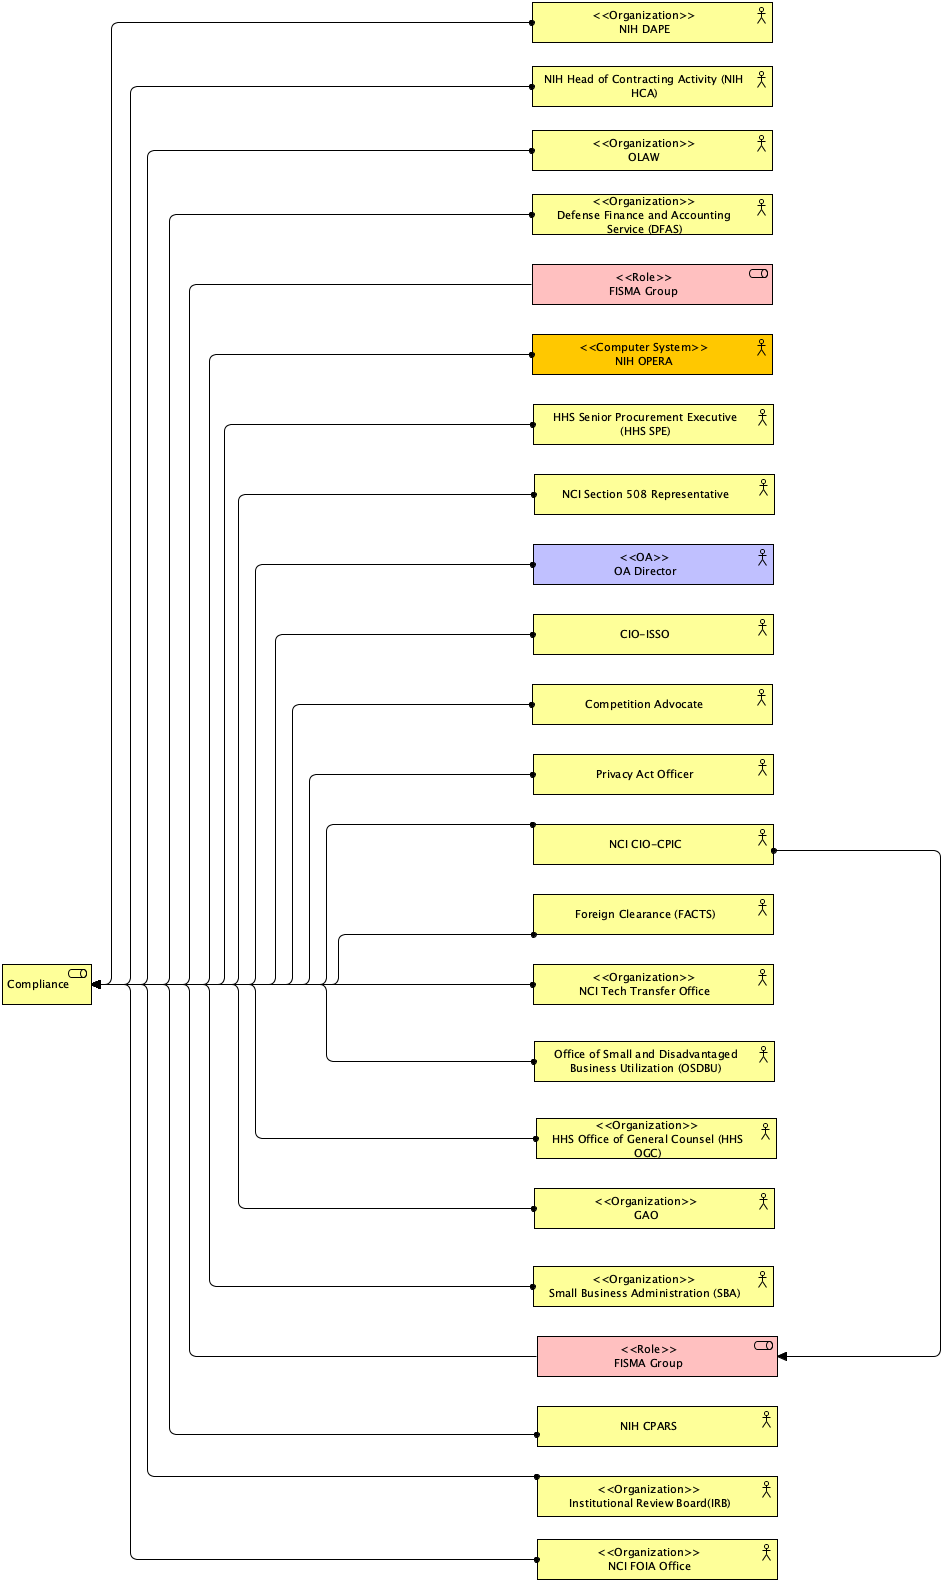 <<Organization>>
NIH DAPE
NIH Head of Contracting Activity (NIH
HCA)
<<Organization>>
OLAW
<<Organization>>
Defense Finance and Accounting
Service (DFAS)
<<Role>>
FISMA Group
<<Computer System>>
NIH OPERA
HHS Senior Procurement Executive
(HHS SPE)
NCI Section 508 Representative
<<OA>>
OA Director
CIO-ISSO
Competition Advocate
Privacy Act Officer
NCI CIO-CPIC
Foreign Clearance (FACTS)
Compliance
<<Organization>>
NCI Tech Transfer Office
Office of Small and Disadvantaged
Business Utilization (OSDBU)
<<Organization>>
HHS Office of General Counsel (HHS
OGC)
<<Organization>>
GAO
<<Organization>>
Small Business Administration (SBA)
<<Role>>
FISMA Group
NIH CPARS
<<Organization>>
Institutional Review Board(IRB)
<<Organization>>
NCI FOIA Office